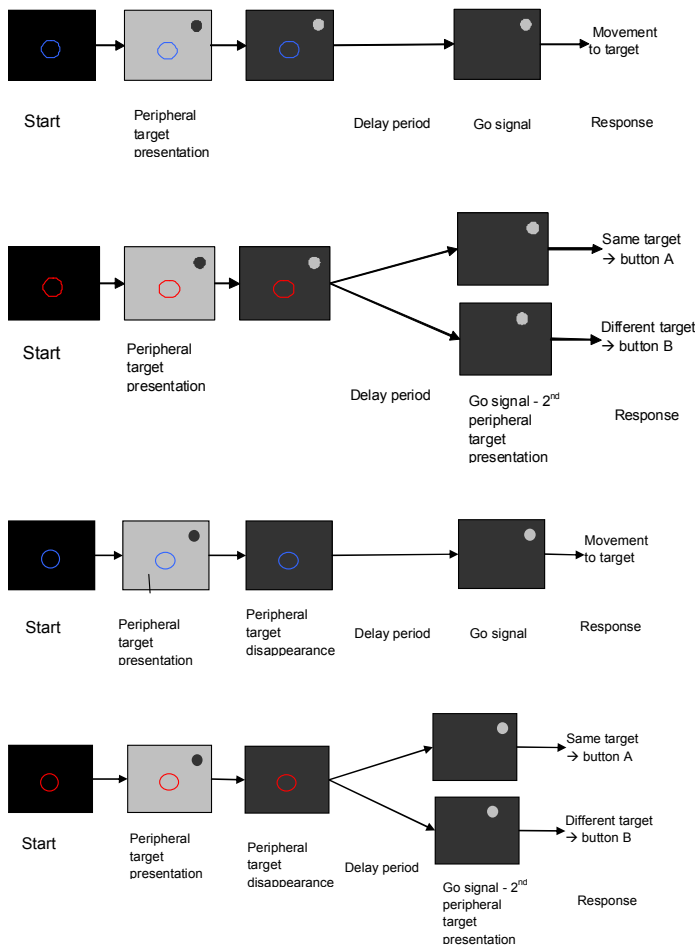 Movement
to target
Start
Peripheral
target
presentation
Delay period
Go signal
Response
Same target
→ button A
Different target
→ button B
Start
Peripheral
target
presentation
Delay period
Go signal - 2nd
peripheral
target
presentation
Response
Movement
to target
Start
Peripheral
target
presentation
Peripheral
target
disappearance
Delay period
Go signal
Response
Same target
→ button A
Different target
→ button B
Start
Peripheral
target
presentation
Peripheral
target
disappearance
Delay period
Go signal - 2nd
peripheral
target
presentation
Response